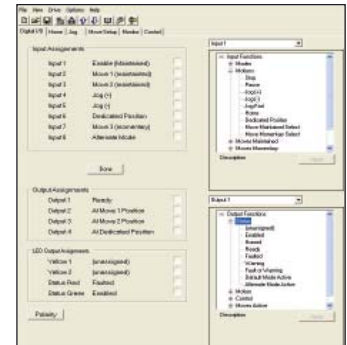 File View Drive Options Help
Digital I/O Home Jog Move Setup Monitor Control
Input Assignments
Input 1 Enable (Maintained)
Input 2 Move 1 (maintained)
Input 3 Move 2 (maintained)
Input 4 Jog (+)
Input 5 Jog (-)
Input 6 Dedicated Position
Input 7 Move 3 (momentary)
Input 8 Alternate Mode
Output Assignments
Output 1 Ready
Output 2 At Move 1 Position
Output 3 At Move 2 Position
Output 4 At Dedicated Position
LED Output Assignments
Yellow 1 (unassigned)
Yellow 2 (unassigned)
Status Red Faulted
Status Green Enabled
Polarity
Input 1
Input Functions
Mode
Motions
Stop
Pause
Jog(+)
Jog(-)
Jog Fast
Home
Dedicated Position
Move Maintained Select
Move Momentary Select
Move Maintained
Move Momentary
Description
Output 1
Output Functions
Status
(unassigned)
Enabled
Ready
Faulted
Warning
Fault or Warning
Default Mode Active
Alternate Mode Active
Motion
Control
Moves Active
Description